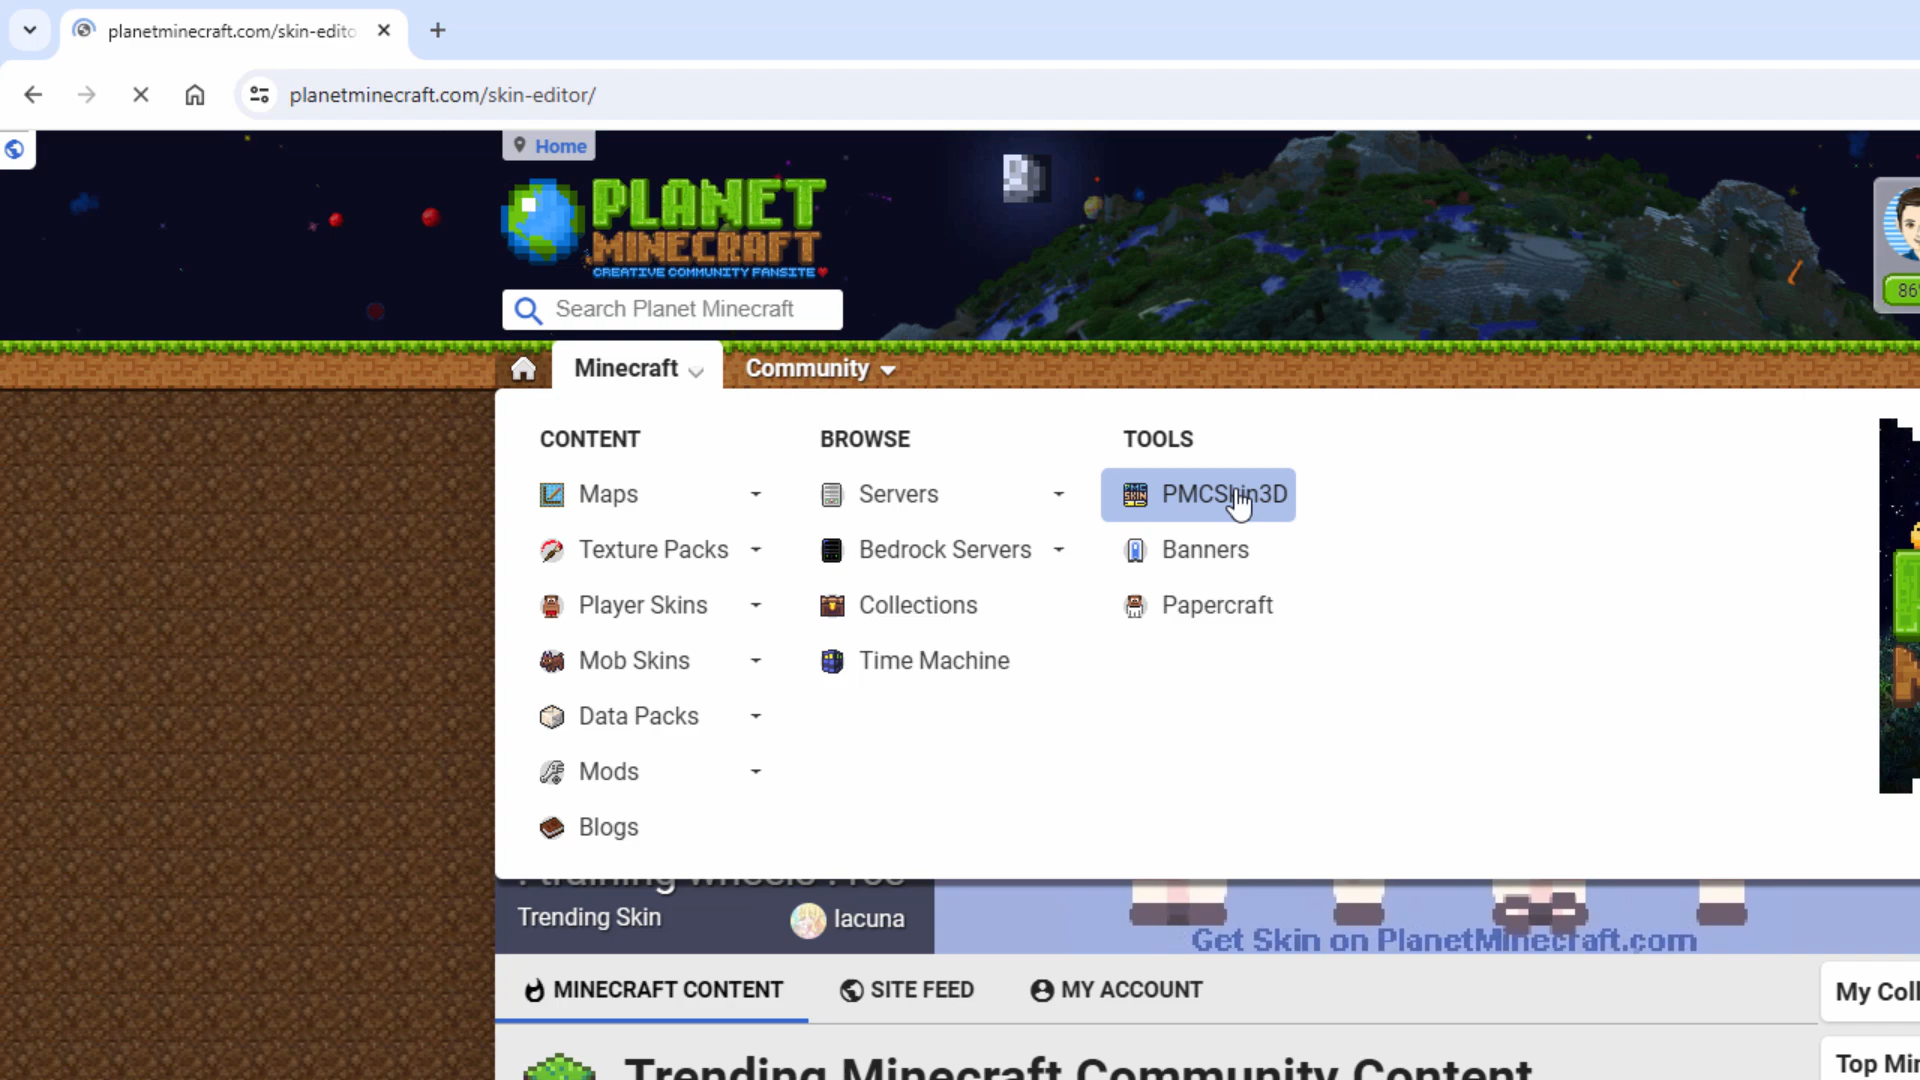 planetminecraft.com/skin-edito
planetminecraft.com/skin-editor/
Home
PLANET
MINECRAFT
CREATIVE COMMUNITY FANSITE
Search Planet Minecraft
86
Minecraft
Community
CONTENT
Maps
Texture Packs
Player Skins
Mob Skins
Data Packs
Mods
Blogs
BROWSE
Servers
Bedrock Servers
Collections
Time Machine
TOOLS
PMCSkin3D
Banners
Papercraft
Trending Skin
lacuna
Get Skin on PlanetMinecraft.com
MINECRAFT CONTENT
SITE FEED
MY ACCOUNT
My Coll
Trending Minecraft Community Content
Top Min